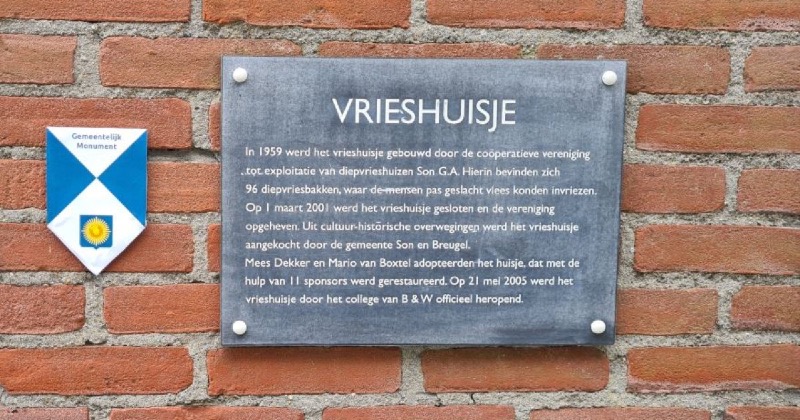 Gemeentelijk
Monument
VRIESHUISJE
In 1959 werd het vrieshuisje gebouwd door de coöperatieve vereniging
tot exploitatie van diepvrieshuizen Son G.A. Hierin bevinden zich
96 diepvriesbakken, waar de mensen pas geslacht vlees konden invriezen.
Op 1 maart 2001 werd het vrieshuisje gesloten en de vereniging
opgeheven. Uit cultuur-historische overwegingen werd het vrieshuisje
aangekocht door de gemeente Son en Breugel.
Mees Dekker en Mario van Boxtel adopteerden het huisje, dat met de
hulp van 11 sponsors werd gerestaureerd. Op 21 mei 2005 werd het
vrieshuisje door het college van B & W officieel heropend.